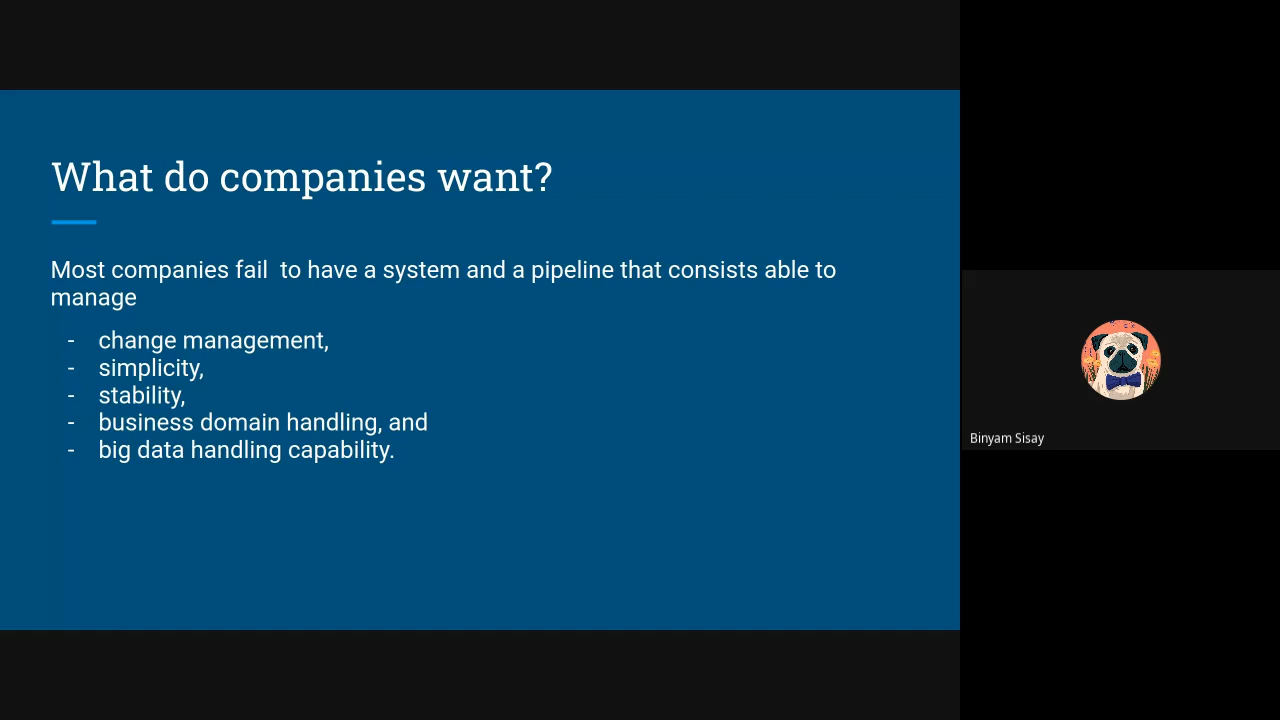 What do companies want?
Most companies fail  to have a system and a pipeline that consists able to
manage
- change management,
- simplicity,
- stability,
- business domain handling, and
- big data handling capability.
Binyam Sisay